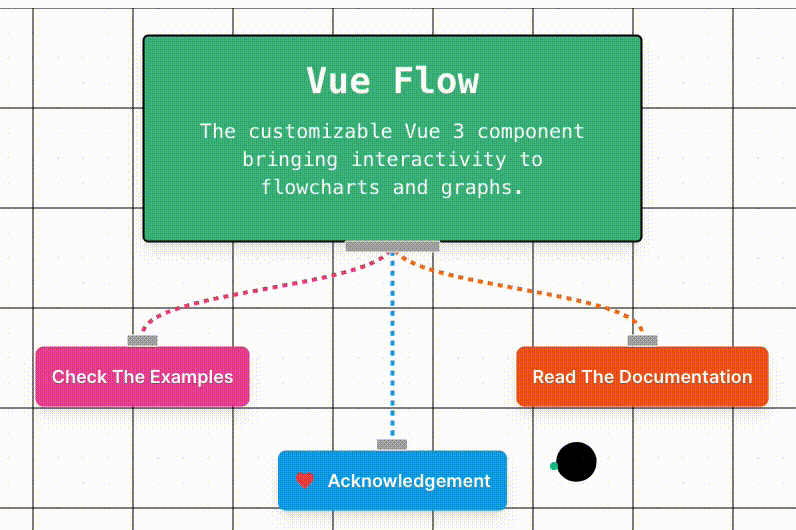 Vue Flow
The customizable Vue 3 component
bringing interactivity to
flowcharts and graphs.
Check The Examples
Read The Documentation
Acknowledgement